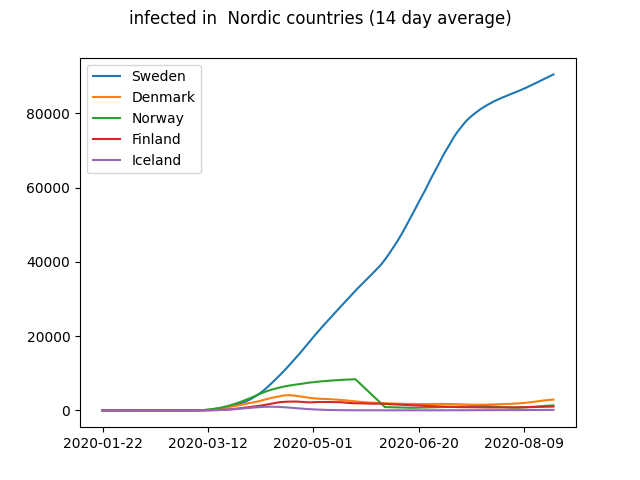 infected in  Nordic countries (14 day average)
Sweden
Denmark
Norway
Finland
Iceland
80000
60000
40000
20000
0
2020-01-22 2020-03-12 2020-05-01 2020-06-20 2020-08-09